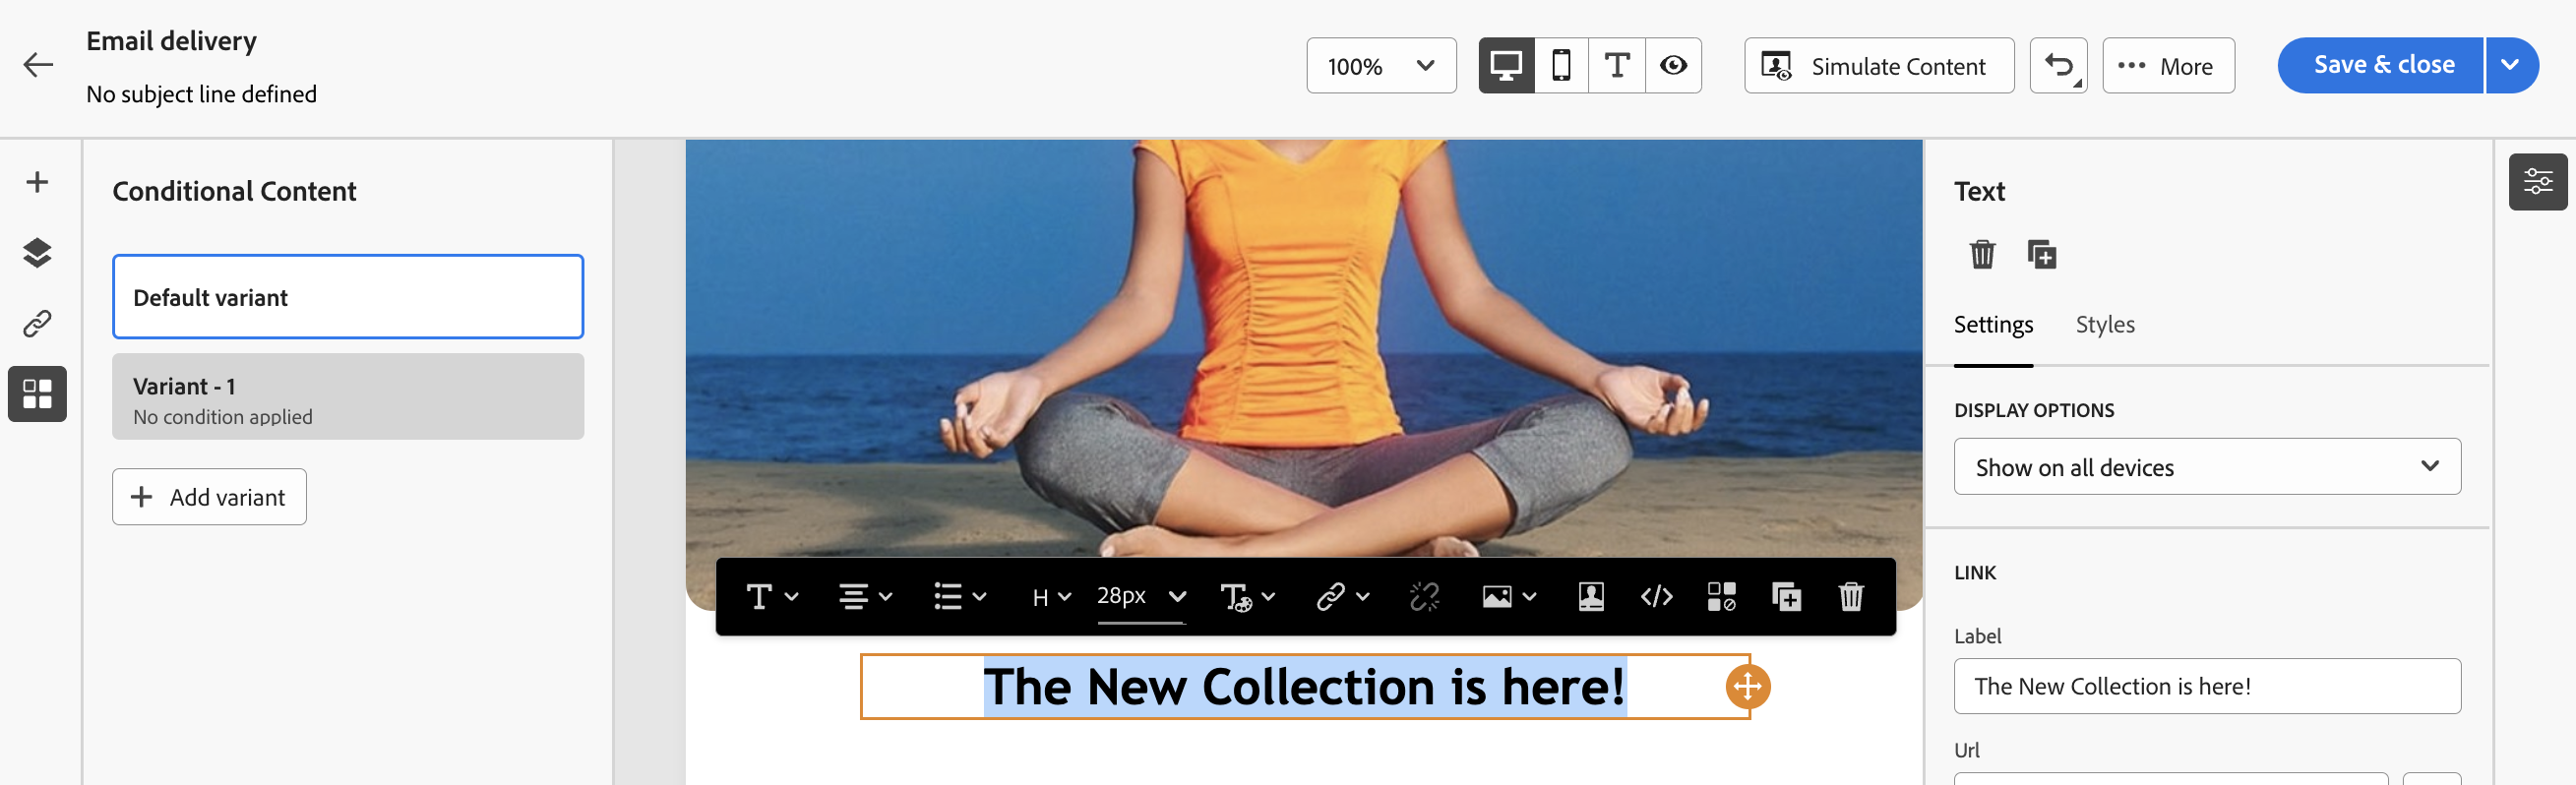 Email delivery
No subject line defined
100%
Simulate Content
More
Save & close
Conditional Content
Default variant
Variant - 1
No condition applied
Add variant
H
28px
The New Collection is here!
Text
Settings
Styles
DISPLAY OPTIONS
Show on all devices
LINK
Label
The New Collection is here!
Url